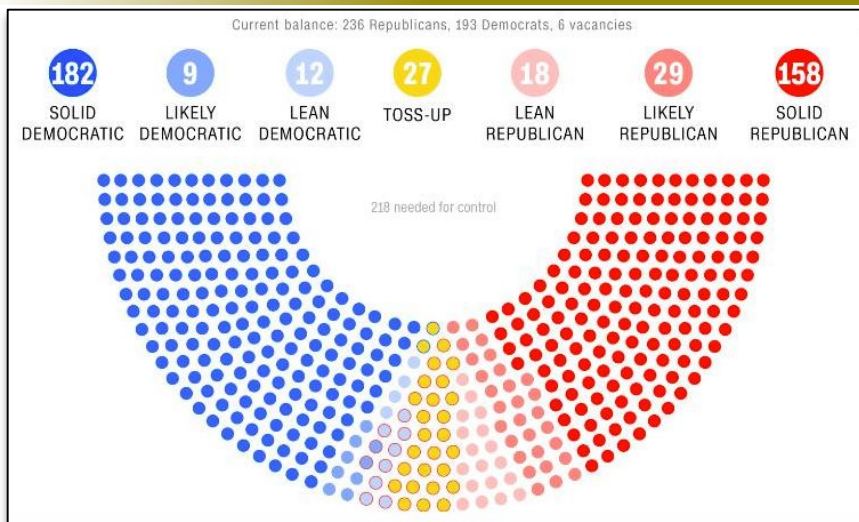 Current balance: 236 Republicans, 193 Democrats, 6 vacancies
182
9
12
27
18
29
158
SOLID
DEMOCRATIC
LIKELY
DEMOCRATIC
LEAN
DEMOCRATIC
TOSS-UP
LEAN
REPUBLICAN
LIKELY
REPUBLICAN
SOLID
REPUBLICAN
218 needed for control